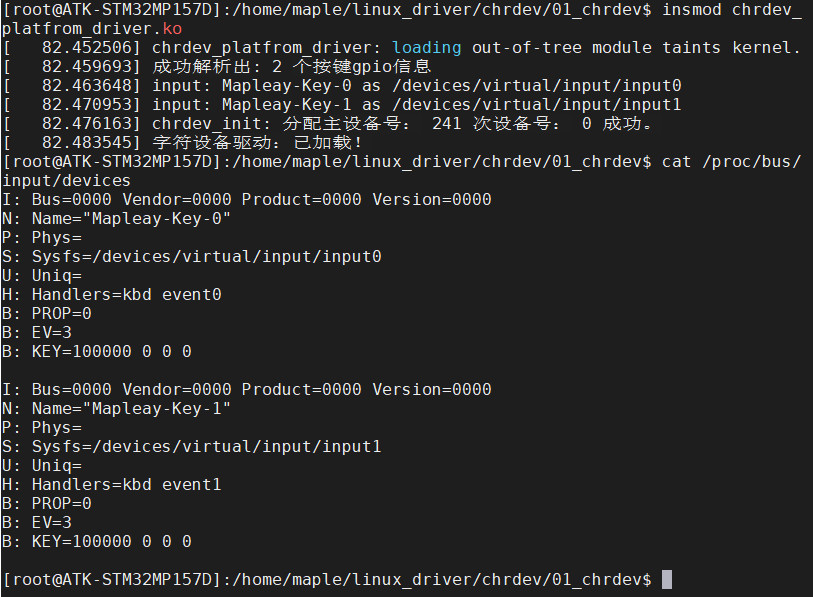 [root@ATK-STM32MP157D]:/home/maple/linux_driver/chrdev/01_chrdev$ insmod chrdev_
platfrom_driver.ko
[   82.452506] chrdev_platfrom_driver: loading out-of-tree module taints kernel.
[   82.459693] 成功解析出: 2 个按键gpio信息
[   82.463648] input: Mapleay-Key-0 as /devices/virtual/input/input0
[   82.470953] input: Mapleay-Key-1 as /devices/virtual/input/input1
[   82.476163] chrdev_init: 分配主设备号： 241 次设备号： 0 成功。
[   82.483545] 字符设备驱动：已加载！
[root@ATK-STM32MP157D]:/home/maple/linux_driver/chrdev/01_chrdev$ cat /proc/bus/
input/devices
I: Bus=0000 Vendor=0000 Product=0000 Version=0000
N: Name="Mapleay-Key-0"
P: Phys=
S: Sysfs=/devices/virtual/input/input0
U: Uniq=
H: Handlers=kbd event0
B: PROP=0
B: EV=3
B: KEY=100000 0 0 0

I: Bus=0000 Vendor=0000 Product=0000 Version=0000
N: Name="Mapleay-Key-1"
P: Phys=
S: Sysfs=/devices/virtual/input/input1
U: Uniq=
H: Handlers=kbd event1
B: PROP=0
B: EV=3
B: KEY=100000 0 0 0

[root@ATK-STM32MP157D]:/home/maple/linux_driver/chrdev/01_chrdev$